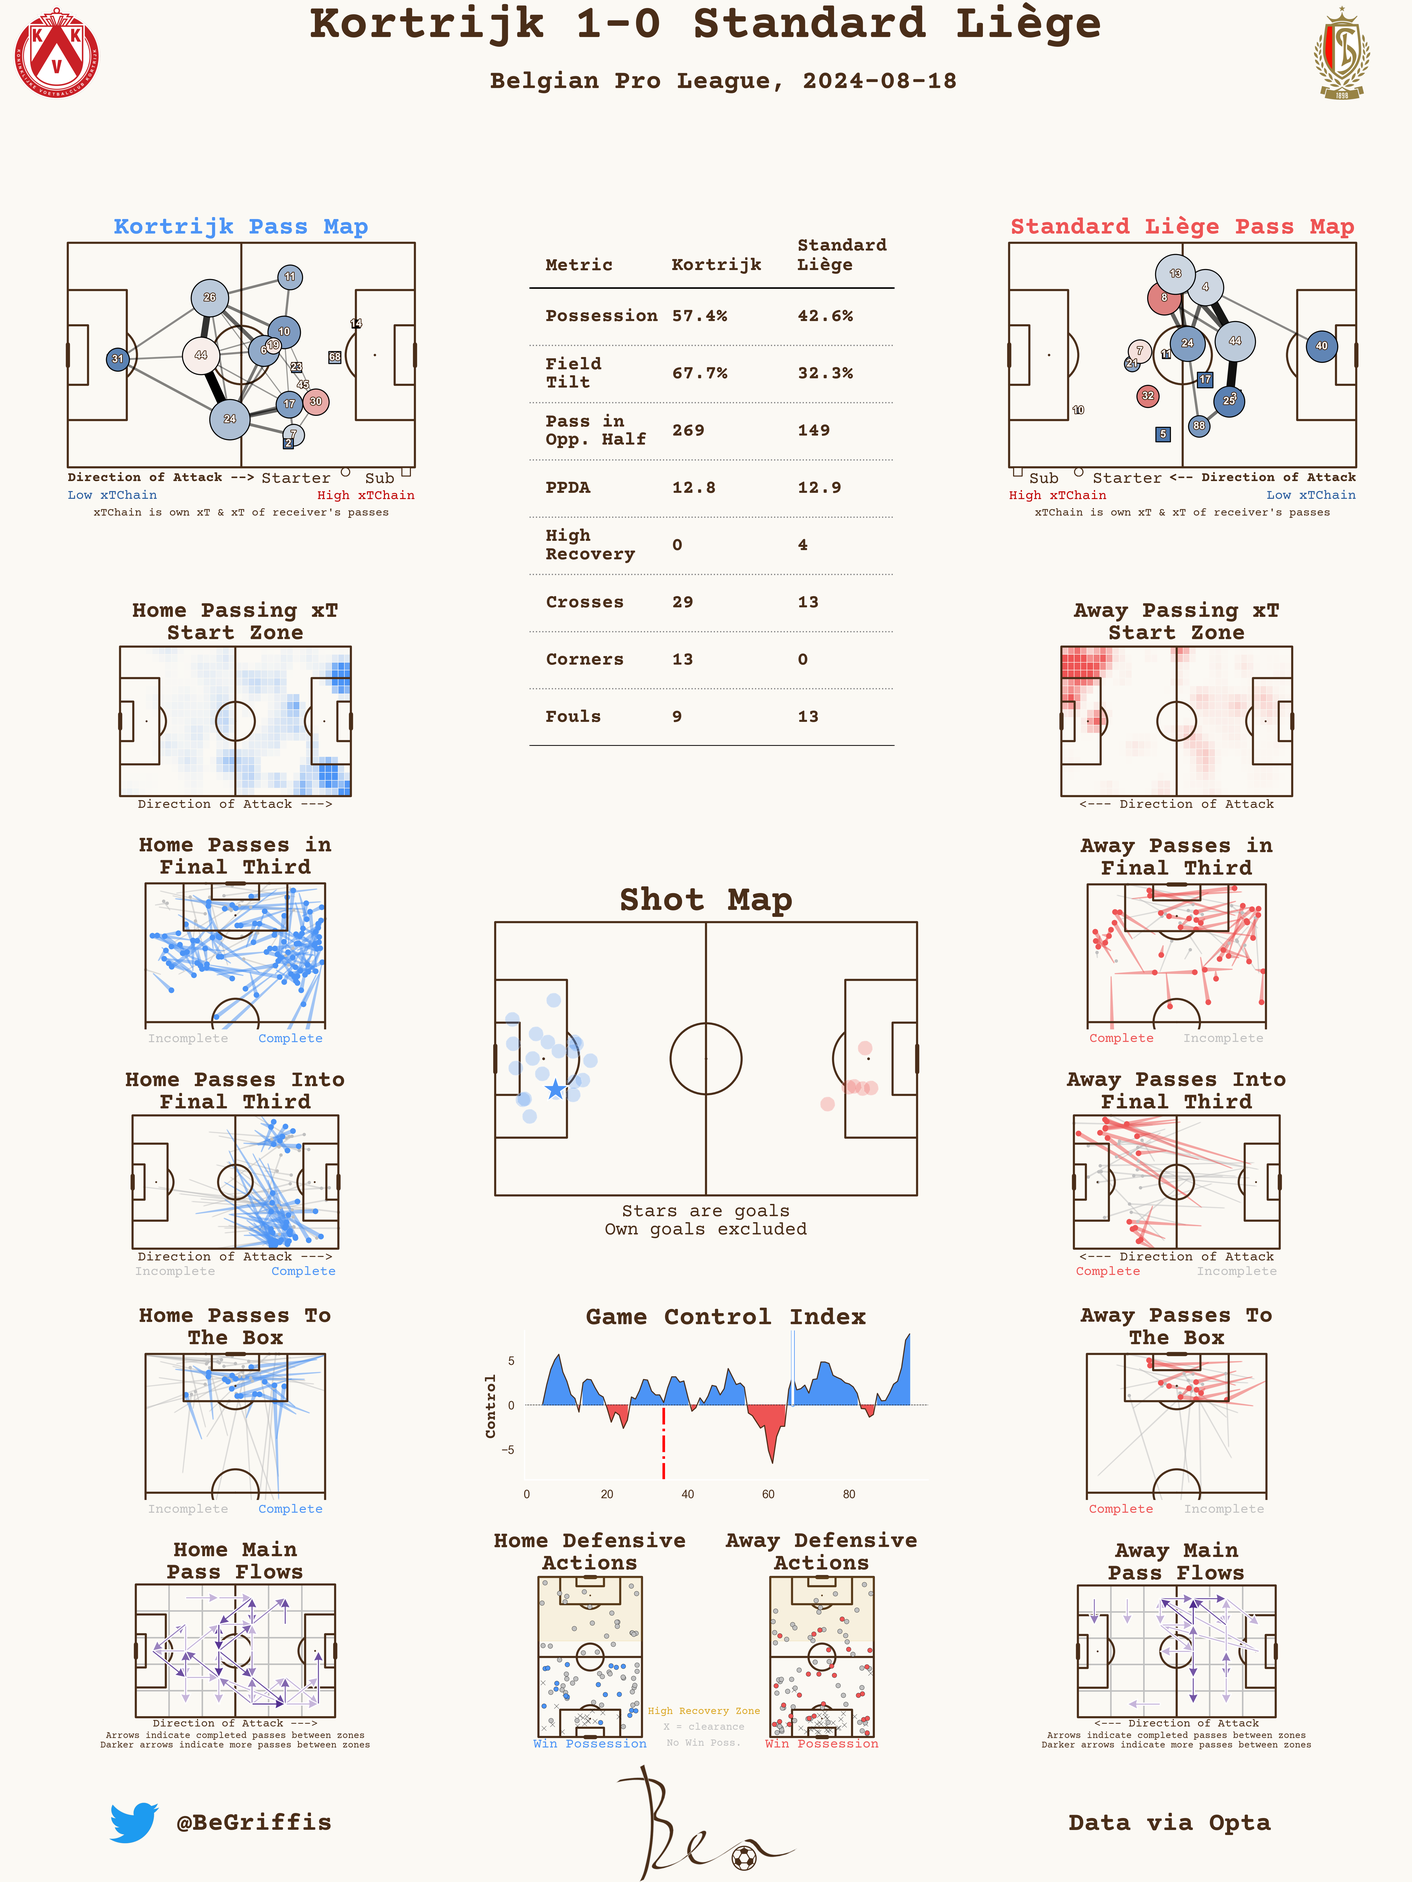 Kortrijk 1-0 Standard Liège
Belgian Pro League, 2024-08-18
K K
V
1898
Kortrijk Pass Map
11
26
10
14
6
19
44
31
68
23
45
17
30
24
7
2
Direction of Attack --> Starter Sub
Low xTChain High xTChain
xTChain is own xT & xT of receiver's passes
Metric Kortrijk Standard Liège
Possession 57.4% 42.6%
Field Tilt 67.7% 32.3%
Pass in Opp. Half 269 149
PPDA 12.8 12.9
High Recovery 0 4
Crosses 29 13
Corners 13 0
Fouls 9 13
Standard Liège Pass Map
13
4
8
24
44
40
7
11
21
17
32
3
25
10
88
5
Sub Starter <-- Direction of Attack
High xTChain Low xTChain
xTChain is own xT & xT of receiver's passes
Home Passing xT
Start Zone
Direction of Attack --->
Away Passing xT
Start Zone
<--- Direction of Attack
Home Passes in
Final Third
Incomplete Complete
Away Passes in
Final Third
Complete Incomplete
Shot Map
Stars are goals
Own goals excluded
Home Passes Into
Final Third
Direction of Attack --->
Incomplete Complete
Away Passes Into
Final Third
<--- Direction of Attack
Complete Incomplete
Home Passes To
The Box
Incomplete Complete
Game Control Index
Control
5
0
−5
0 20 40 60 80
Away Passes To
The Box
Complete Incomplete
Home Main
Pass Flows
Direction of Attack --->
Arrows indicate completed passes between zones
Darker arrows indicate more passes between zones
Home Defensive
Actions
Win Possession
High Recovery Zone
X = clearance
No Win Poss.
Away Defensive
Actions
Win Possession
Away Main
Pass Flows
<--- Direction of Attack
Arrows indicate completed passes between zones
Darker arrows indicate more passes between zones
@BeGriffis
Ben
Data via Opta